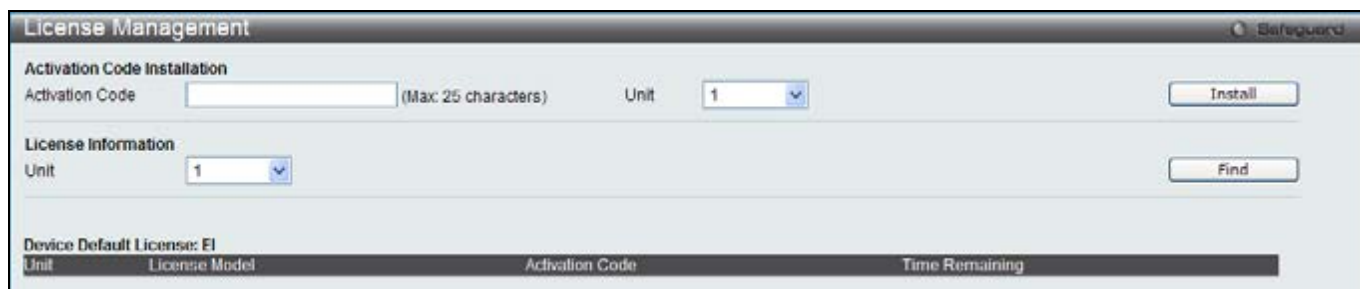 License Management
Safeguard
Activation Code Installation
Activation Code (Max: 25 characters) Unit 1 Install
License Information
Unit 1 Find
Device Default License: EI
Unit License Model Activation Code Time Remaining